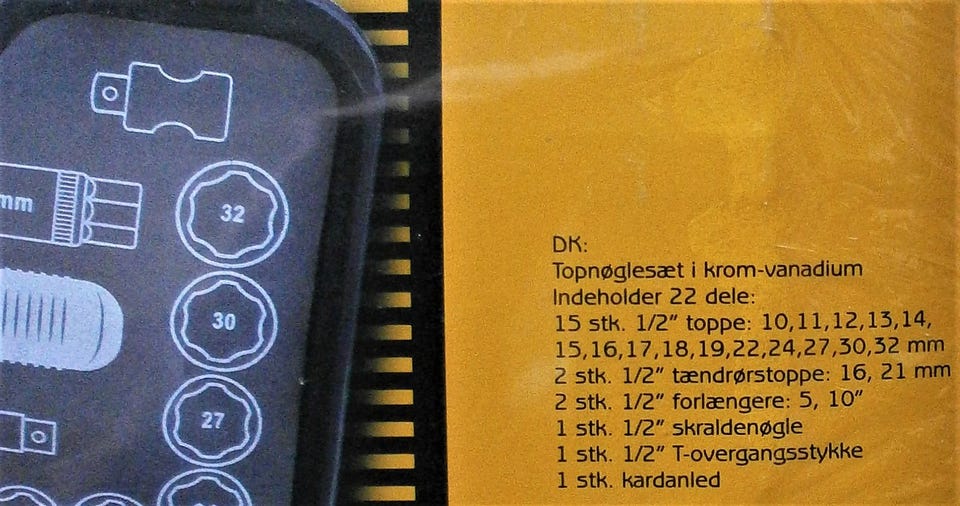 mm
32
30
27
DK:
Topnøglesæt i krom-vanadium
Indeholder 22 dele:
15 stk. 1/2" toppe: 10,11,12,13,14,
15,16,17,18,19,22,24,27,30,32 mm
2 stk. 1/2" tændrørstoppe: 16, 21 mm
2 stk. 1/2" forlængere: 5, 10"
1 stk. 1/2" skraldenøgle
1 stk. 1/2" T-overgangsstykke
1 stk. kardanled